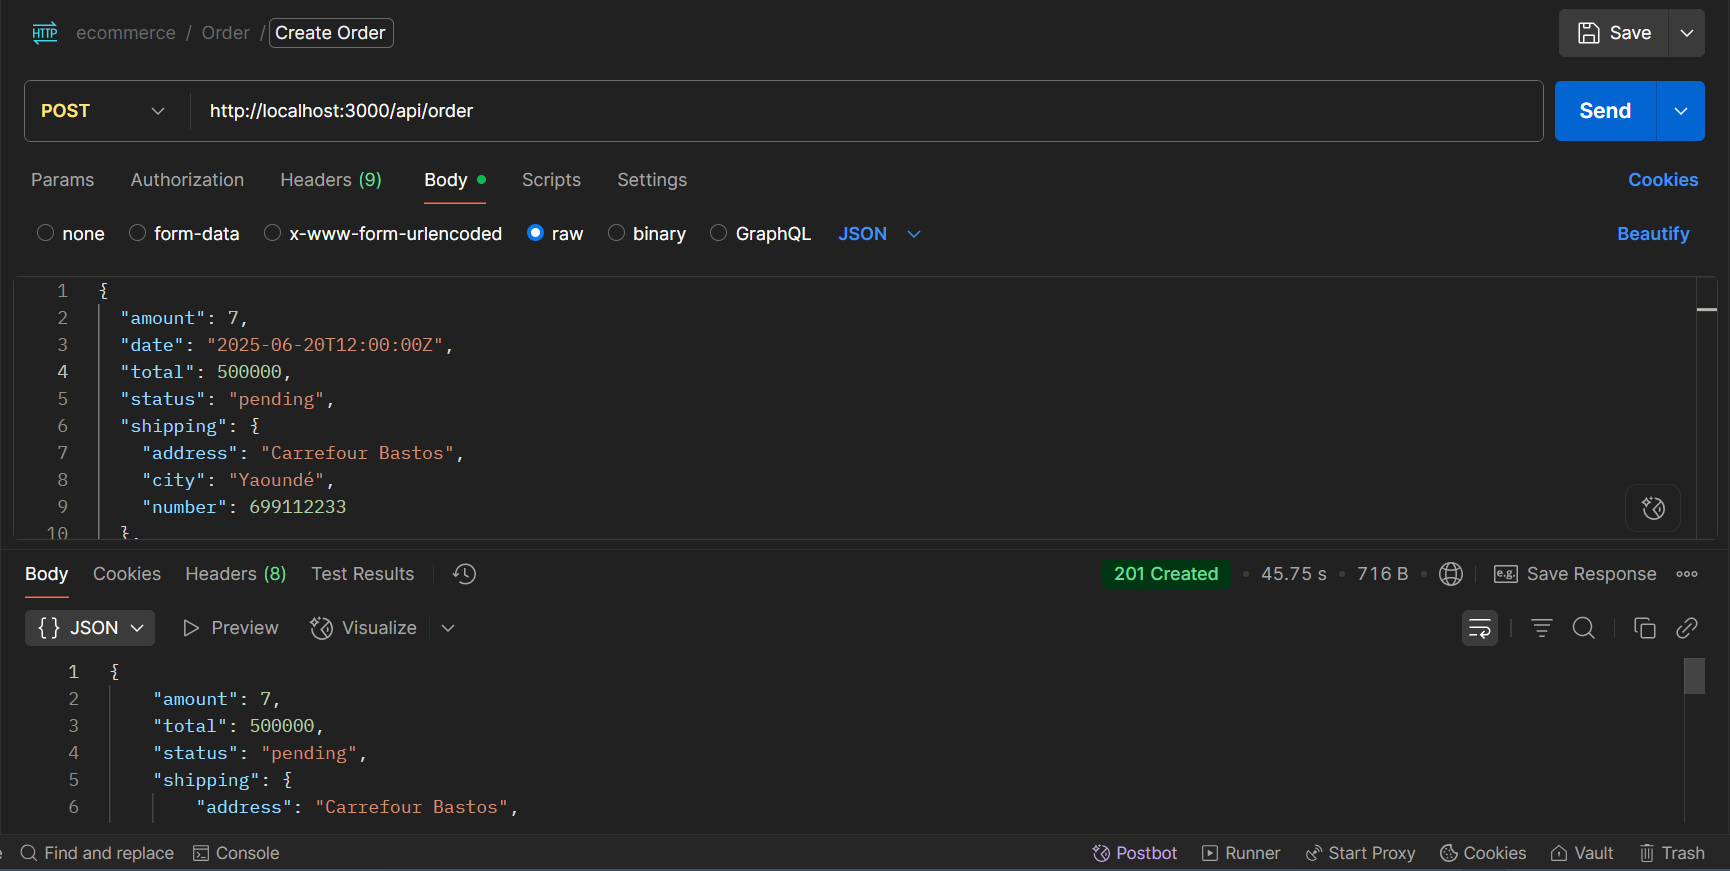 HTTP ecommerce / Order / Create Order Save
POST http://localhost:3000/api/order Send
Params Authorization Headers (9) Body Scripts Settings Cookies
none form-data x-www-form-urlencoded raw binary GraphQL JSON Beautify
1 {
2 "amount": 7,
3 "date": "2025-06-20T12:00:00Z",
4 "total": 500000,
5 "status": "pending",
6 "shipping": {
7 "address": "Carrefour Bastos",
8 "city": "Yaoundé",
9 "number": 699112233
10 },
Body Cookies Headers (8) Test Results 201 Created • 45.75 s • 716 B • e.g. Save Response
{} JSON Preview Visualize
1 {
2 "amount": 7,
3 "total": 500000,
4 "status": "pending",
5 "shipping": {
6 "address": "Carrefour Bastos",
Find and replace Console Postbot Runner Start Proxy Cookies Vault Trash